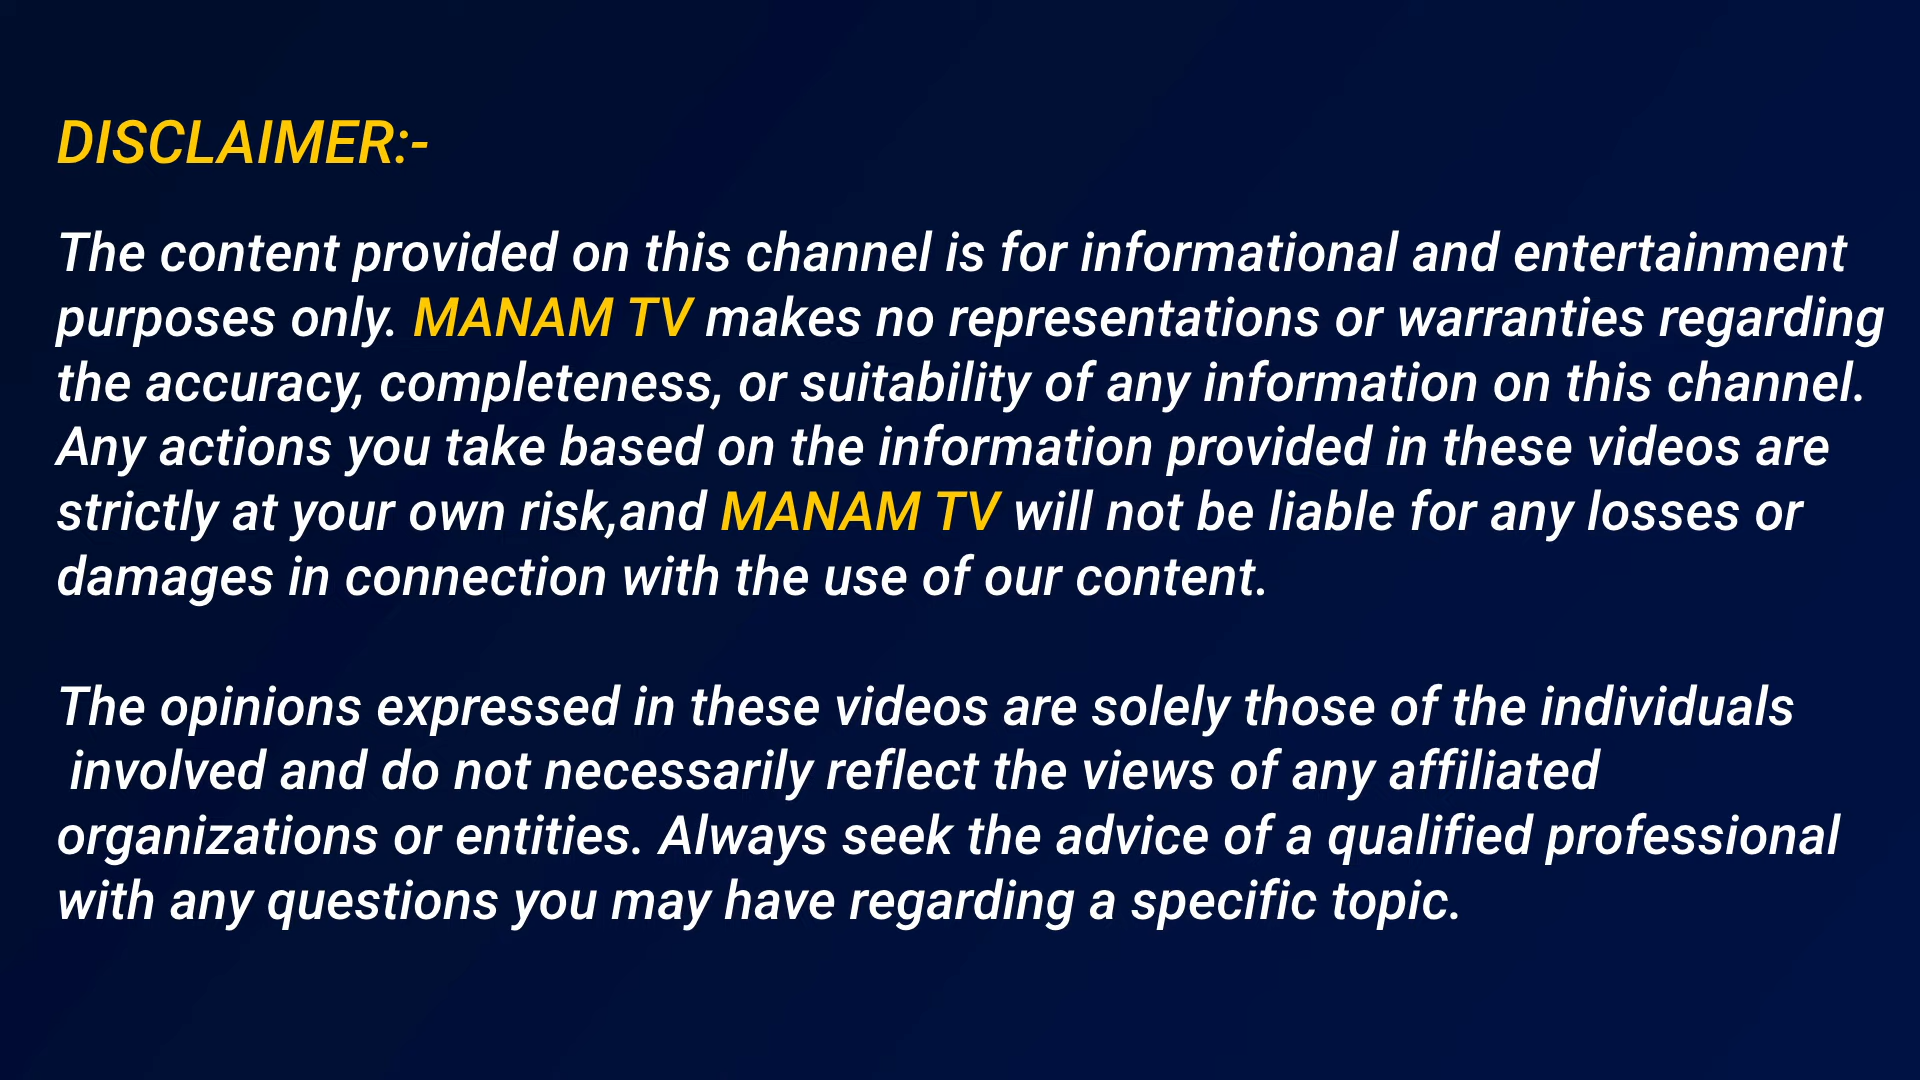 DISCLAIMER:-
The content provided on this channel is for informational and entertainment
purposes only. MANAM TV makes no representations or warranties regarding
the accuracy, completeness, or suitability of any information on this channel.
Any actions you take based on the information provided in these videos are
strictly at your own risk,and MANAM TV will not be liable for any losses or
damages in connection with the use of our content.
The opinions expressed in these videos are solely those of the individuals
involved and do not necessarily reflect the views of any affiliated
organizations or entities. Always seek the advice of a qualified professional
with any questions you may have regarding a specific topic.